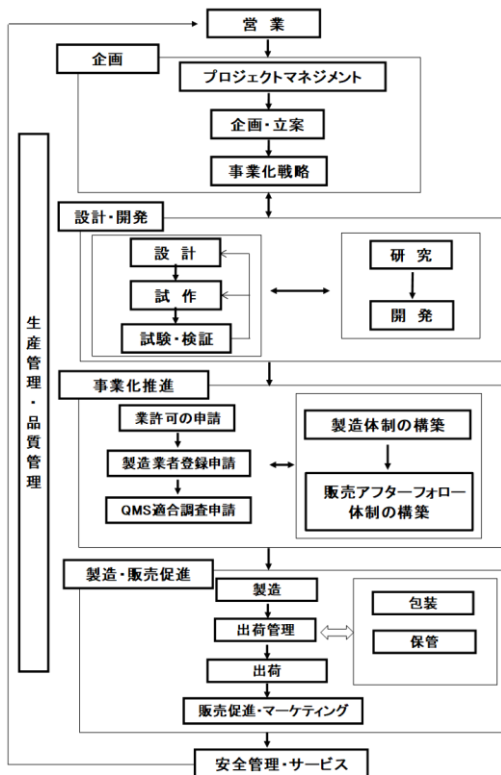 営業
企画
プロジェクトマネジメント
企画・立案
事業化戦略
生産管理・品質管理
設計・開発
設計
試作
試験・検証
研究
開発
事業化推進
業許可の申請
製造業者登録申請
QMS適合調査申請
製造体制の構築
販売アフターフォロー
体制の構築
製造・販売促進
製造
出荷管理
出荷
販売促進・マーケティング
包装
保管
安全管理・サービス